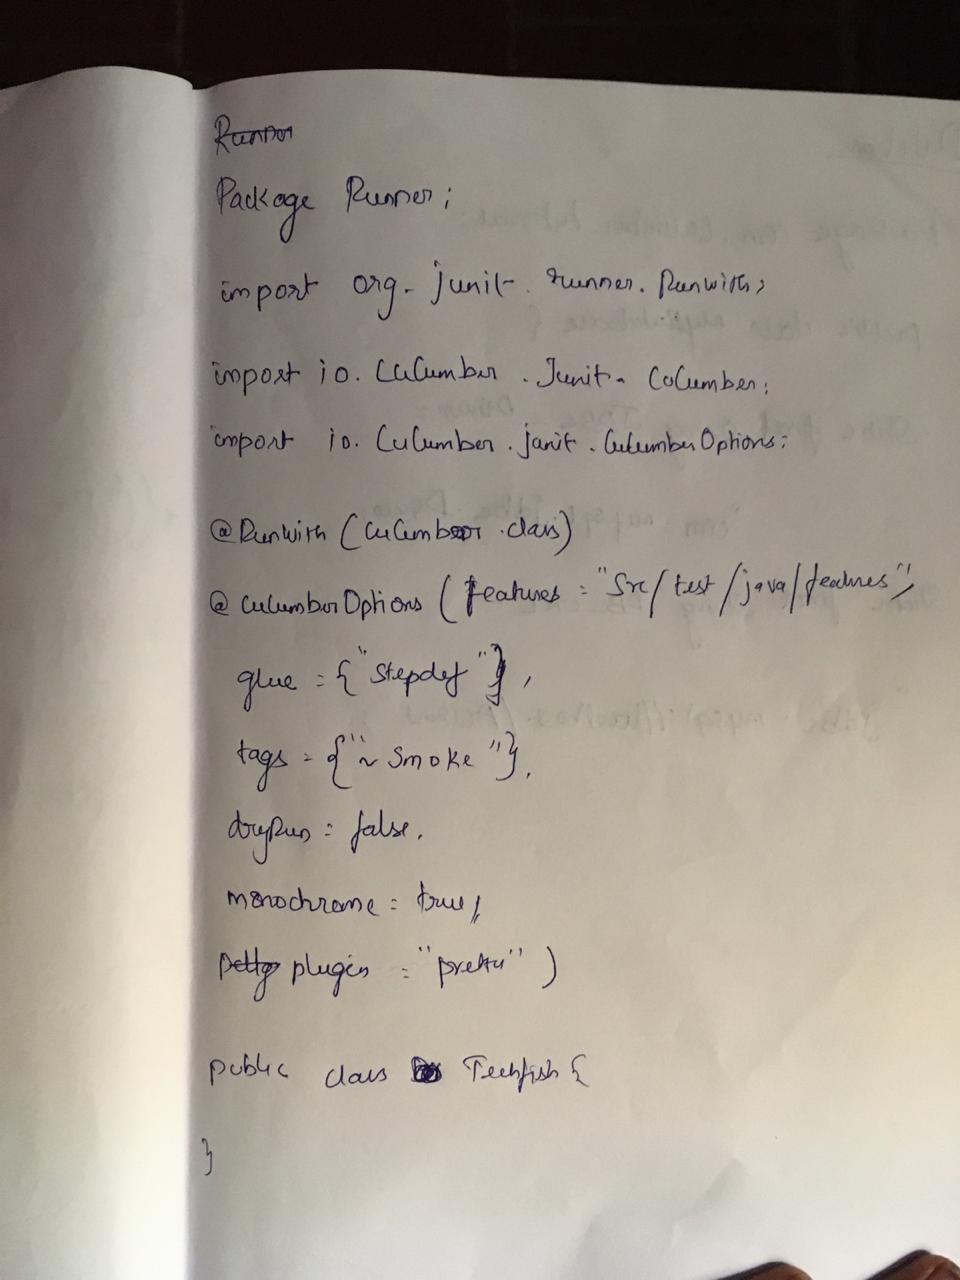 Runner
Package Runner;
import org. junit. runner. Runwith;
import io. Cucumber . Junit. Cocumber;
import io. Cucumber . junit . CucumberOptions;
@RunWith (Cucumber .class)
@ CucumberOptions ( features = "Src/test/java/features",
glue = {"Stepdef"},
tags = {"~ Smoke "},
dryRun = false,
monochrome = true,
plugin = "pretty" )
public class Techfish {
}